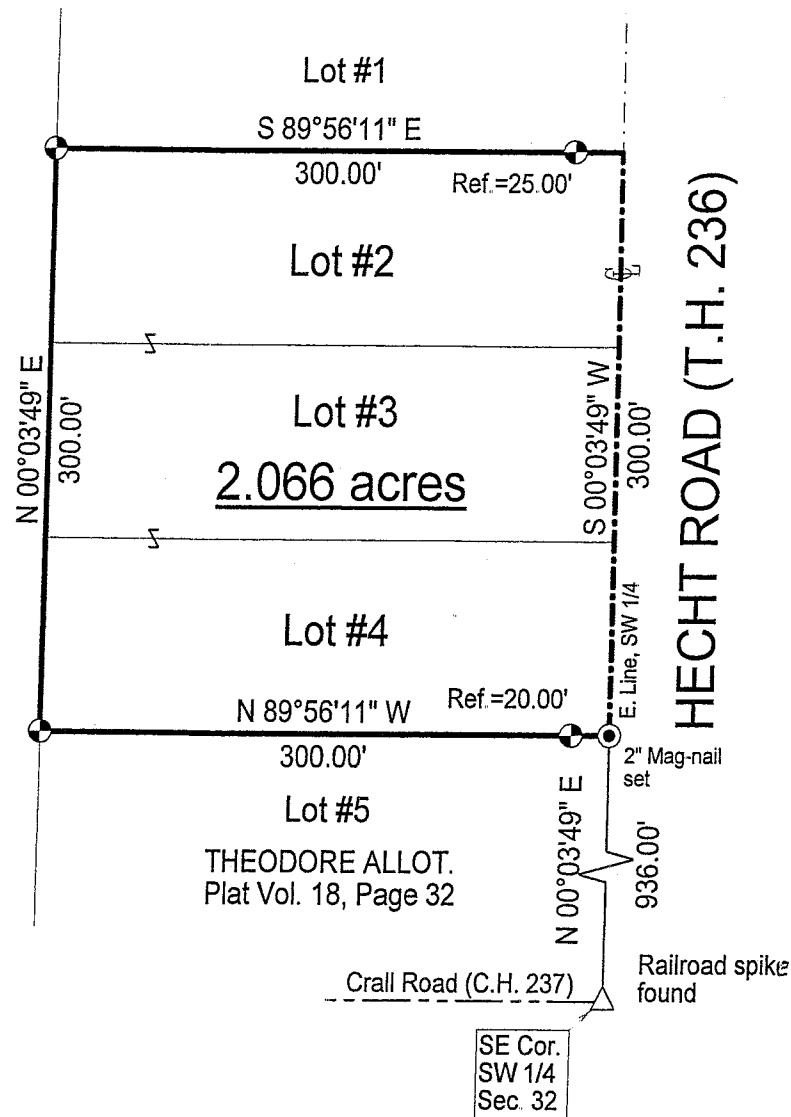 Lot #1
S 89°56'11" E
300.00'
Ref.=25.00'
Lot #2
CL
HECHT ROAD (T.H. 236)
N 00°03'49" E
300.00'
Lot #3
2.066 acres
S 00°03'49" W
300.00'
Lot #4
E. Line, SW 1/4
N 89°56'11" W
Ref.=20.00'
300.00'
2" Mag-nail
set
Lot #5
THEODORE ALLOT.
Plat Vol. 18, Page 32
N 00°03'49" E
936.00'
Crall Road (C.H. 237)
Railroad spike
found
SE Cor.
SW 1/4
Sec. 32